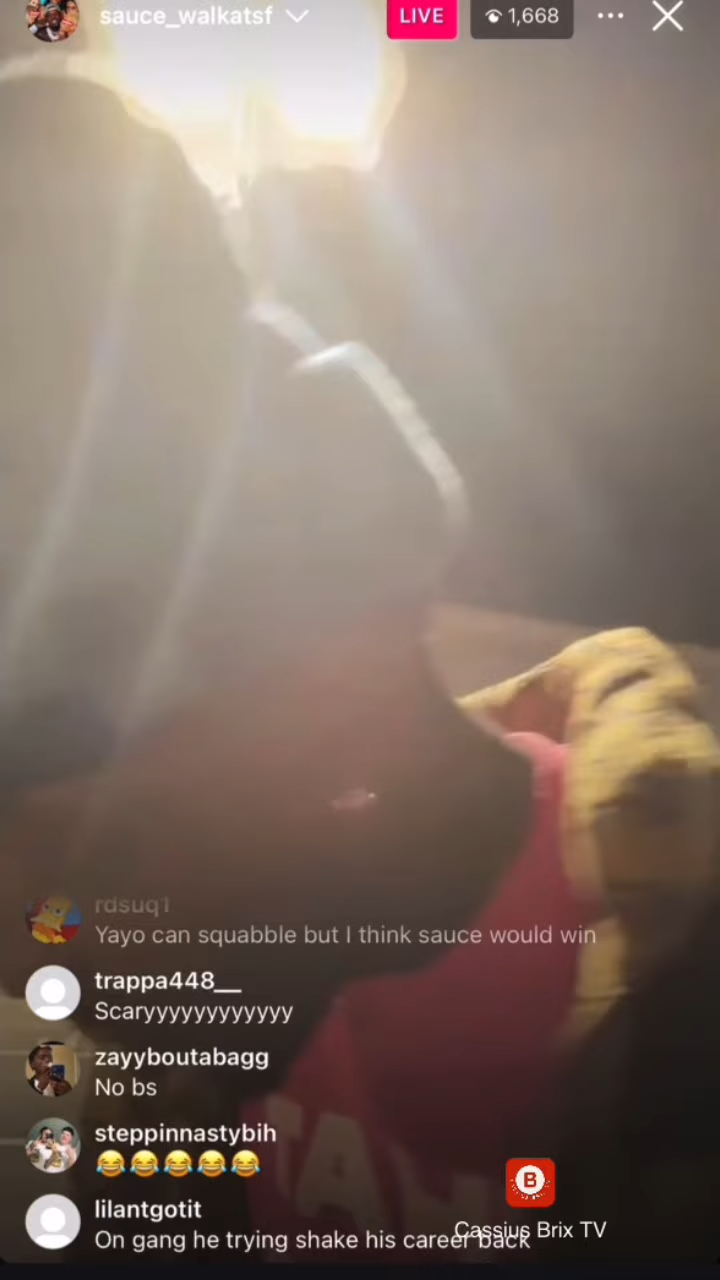 sauce_walkatsf
LIVE
1,668
rdsuq1
Yayo can squabble but I think sauce would win
trappa448__
Scaryyyyyyyyyyyy
zayyboutabagg
No bs
steppinnastybih
😂😂😂😂😂
lilantgotit
On gang he trying shake his career back
B
Cassius Brix TV